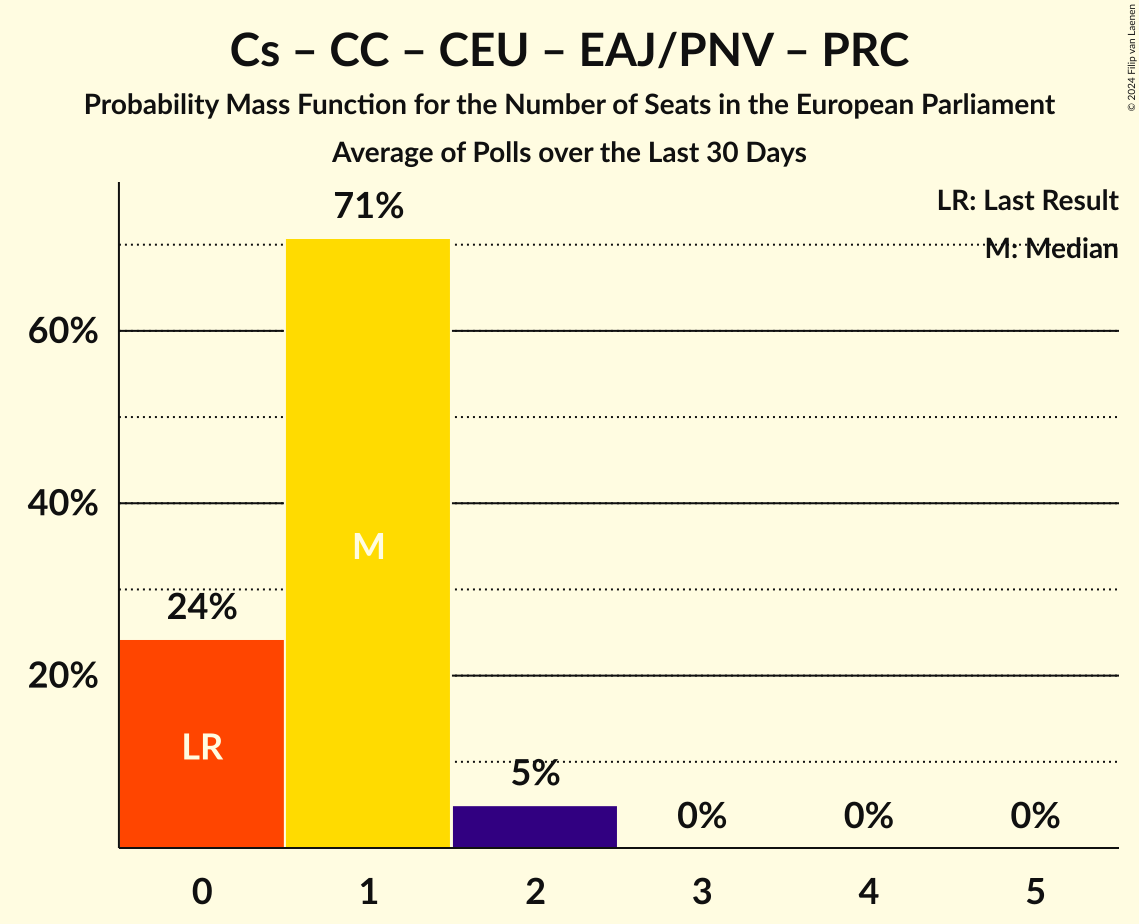 Cs – CC – CEU – EAJ/PNV – PRC
Probability Mass Function for the Number of Seats in the European Parliament
Average of Polls over the Last 30 Days
© 2024 Filip van Laenen
LR: Last Result
M: Median
71%
60%
40%
M
24%
20%
LR
5%
0%
0%
0%
0
1
2
3
4
5